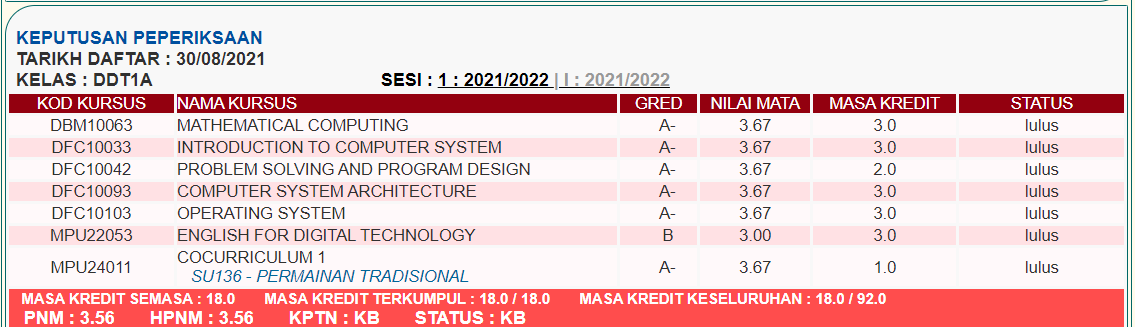 KEPUTUSAN PEPERIKSAAN
TARIKH DAFTAR : 30/08/2021
KELAS : DDT1A SESI : 1 : 2021/2022 | I : 2021/2022
KOD KURSUS NAMA KURSUS GRED NILAI MATA MASA KREDIT STATUS
DBM10063 MATHEMATICAL COMPUTING A- 3.67 3.0 lulus
DFC10033 INTRODUCTION TO COMPUTER SYSTEM A- 3.67 3.0 lulus
DFC10042 PROBLEM SOLVING AND PROGRAM DESIGN A- 3.67 2.0 lulus
DFC10093 COMPUTER SYSTEM ARCHITECTURE A- 3.67 3.0 lulus
DFC10103 OPERATING SYSTEM A- 3.67 3.0 lulus
MPU22053 ENGLISH FOR DIGITAL TECHNOLOGY B 3.00 3.0 lulus
MPU24011 COCURRICULUM 1 A- 3.67 1.0 lulus
SU136 - PERMAINAN TRADISIONAL
MASA KREDIT SEMASA : 18.0 MASA KREDIT TERKUMPUL : 18.0 / 18.0 MASA KREDIT KESELURUHAN : 18.0 / 92.0
PNM : 3.56 HPNM : 3.56 KPTN : KB STATUS : KB